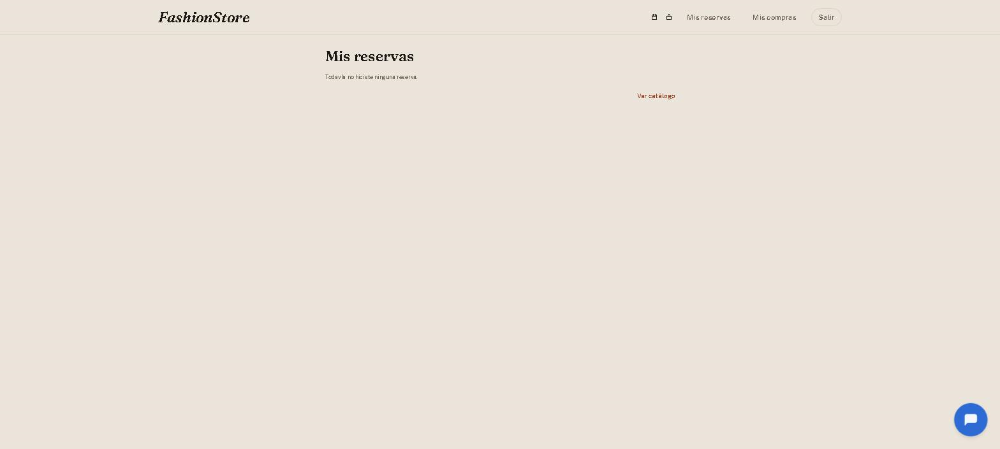 FashionStore
Mis reservas
Mis compras
Salir
Mis reservas
Todavía no hiciste ninguna reserva.
Ver catálogo